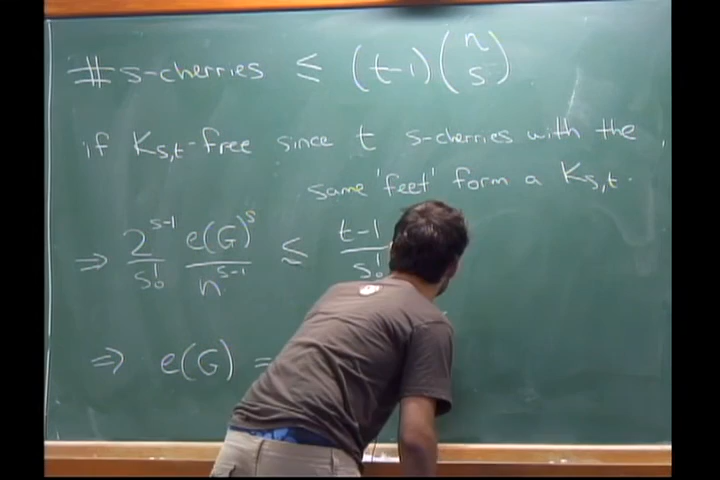 # s-cherries ≤ (t-1) (n s)
if K_{s,t}-free since t s-cherries with the
same 'feet' form a K_{s,t}.
⇒ 2^{s-1}/s! e(G)^s/n^{s-1} ≤ t-1/s!
⇒ e(G) =